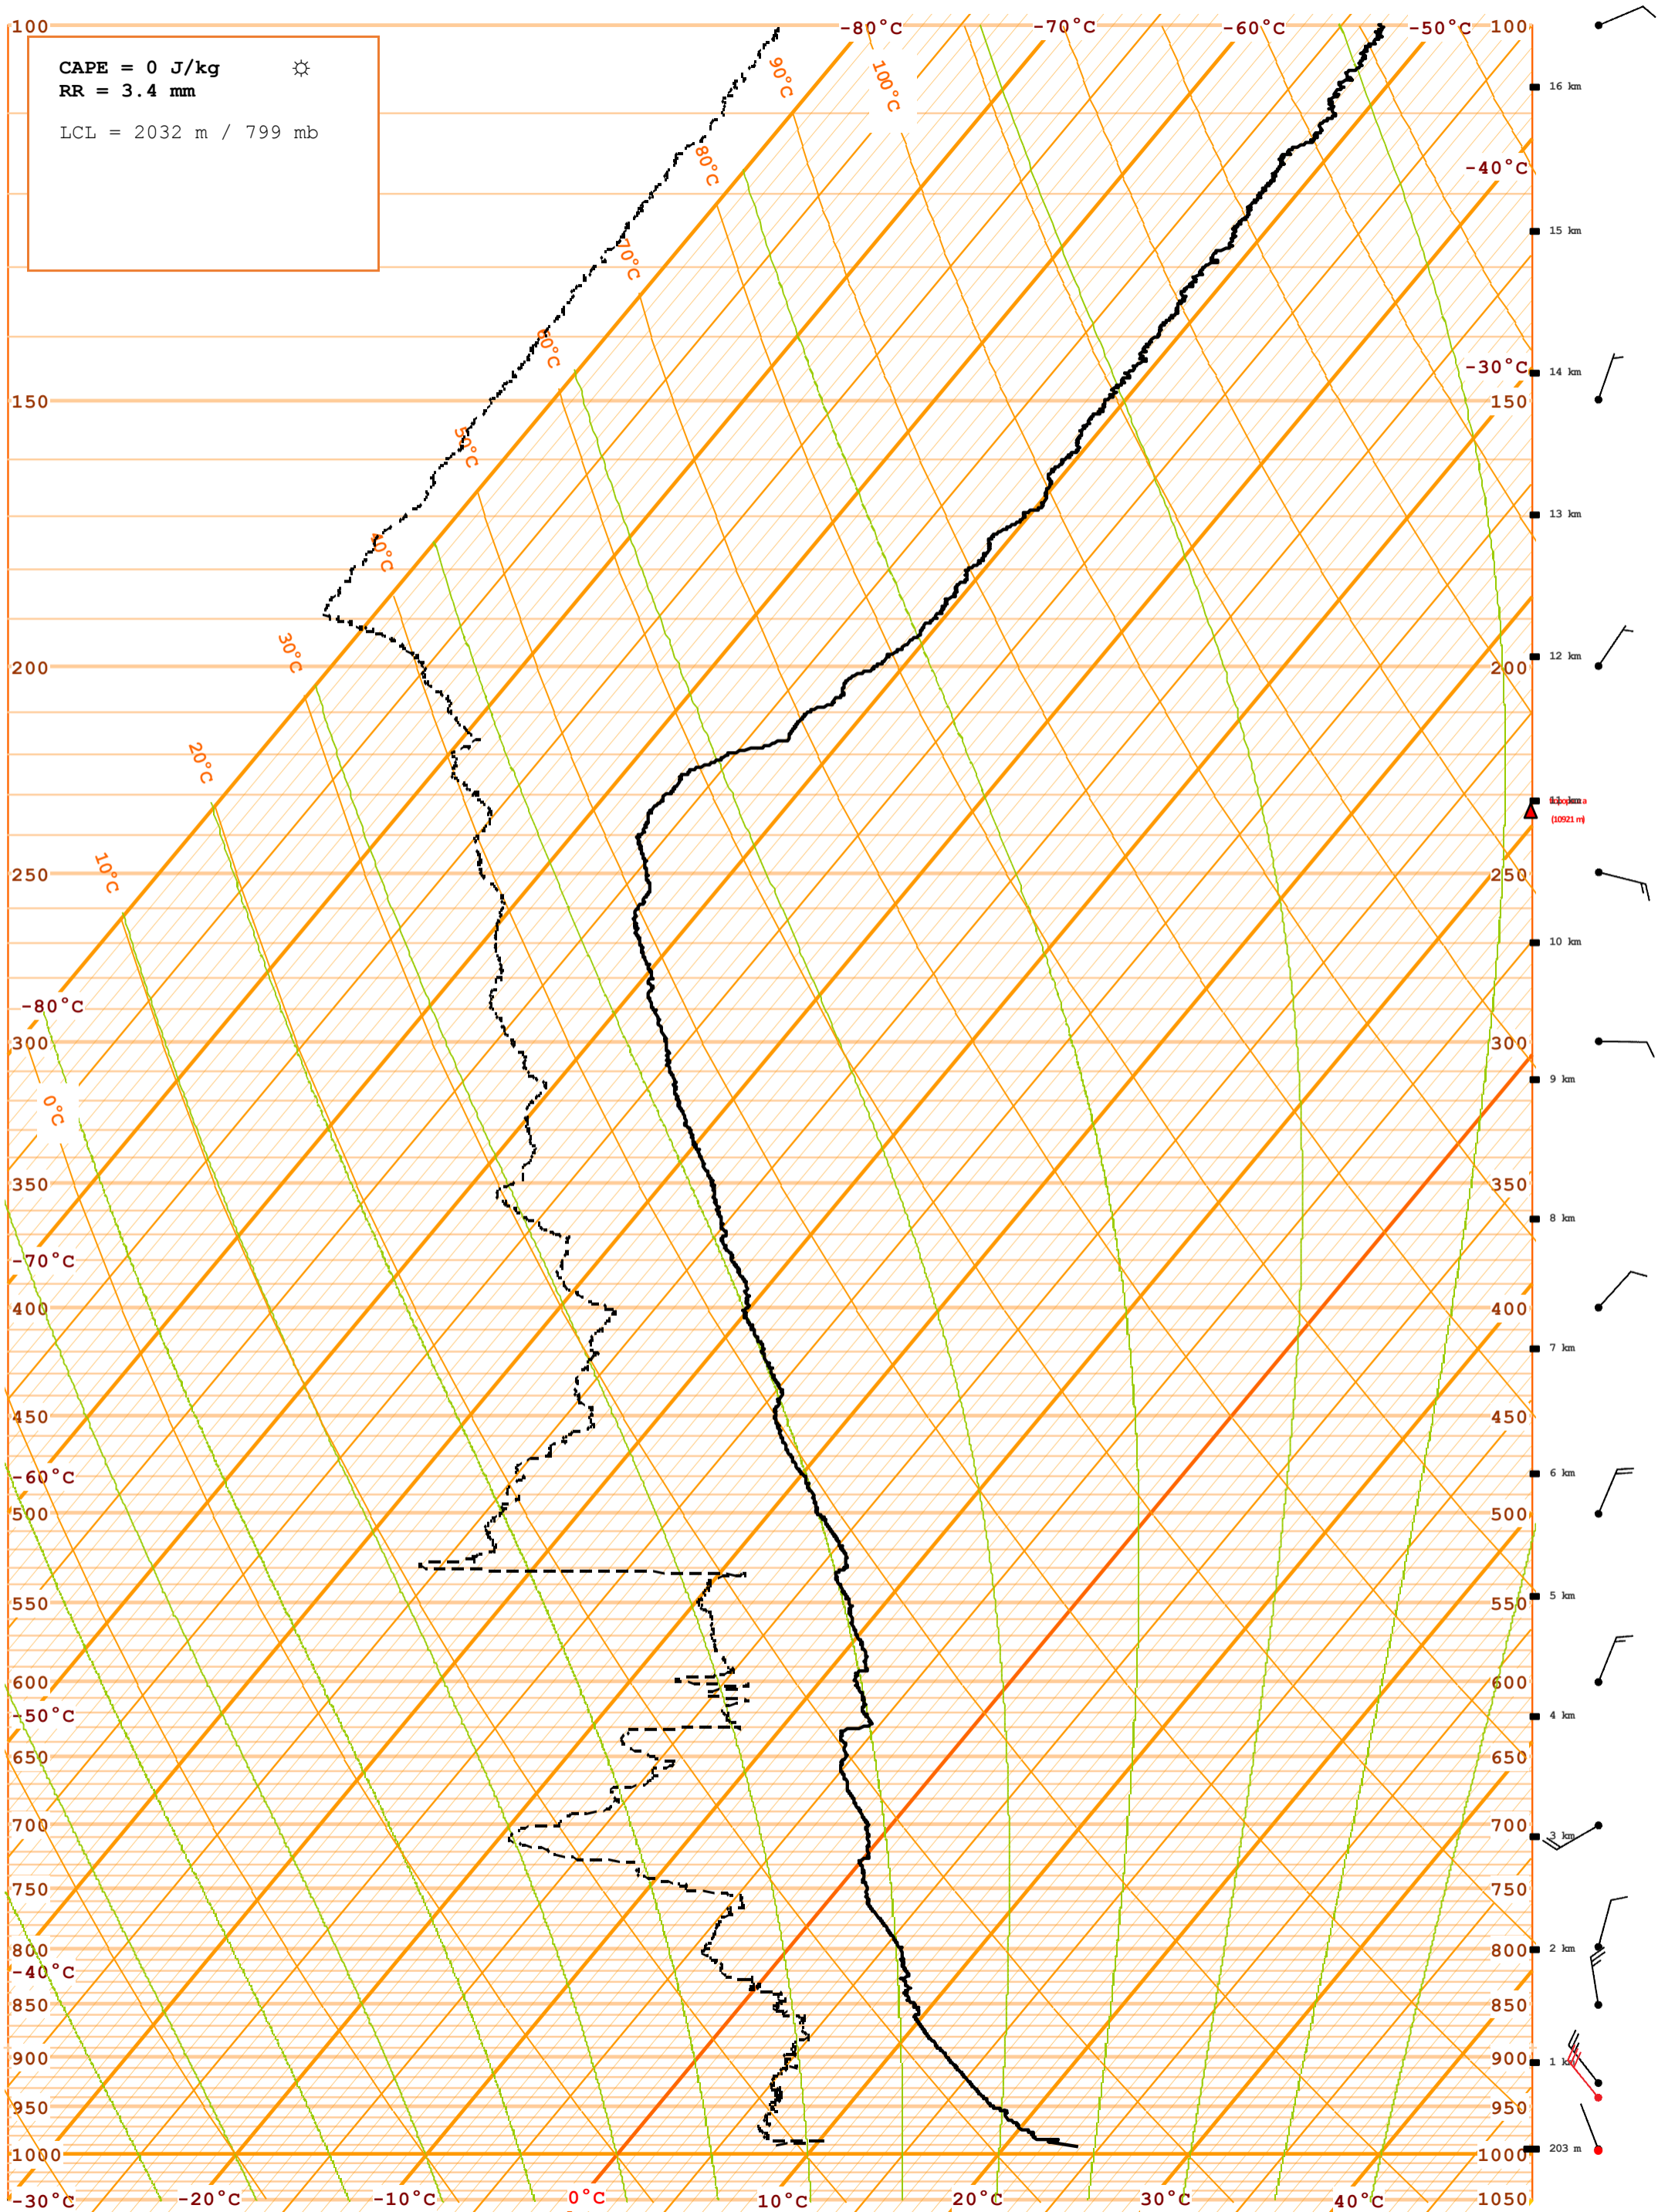 100
-80°C
-70°C
-60°C
-50°C
100
CAPE = 0 J/kg ☼
RR = 3.4 mm
LCL = 2032 m / 799 mb
90°C
100°C
16 km
80°C
-40°C
15 km
70°C
60°C
-30°C
14 km
150
150
50°C
13 km
40°C
30°C
12 km
200
200
20°C
11 km
(10921 m)
10°C
250
250
10 km
-80°C
300
300
9 km
0°C
350
350
8 km
-70°C
400
400
7 km
450
450
-60°C
6 km
500
500
5 km
550
550
600
600
-50°C
4 km
650
650
700
700
3 km
750
750
800
800
2 km
-40°C
850
850
900
900
1 km
950
950
1000
1000
203 m
-30°C
-20°C
-10°C
0°C
10°C
20°C
30°C
40°C
1050